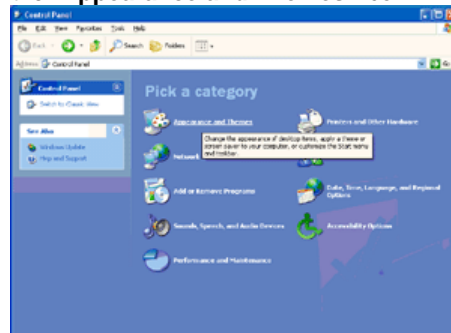 Control Panel
File Edit View Favorites Tools Help
Back Search Folders
Address Control Panel Go
Control Panel
Switch to Classic View
See Also
Windows Update
Help and Support
Pick a category
Appearance and Themes
Printers and Other Hardware
Change the appearance of desktop items, apply a theme or
screen saver to your computer, or customize the Start menu
and taskbar.
Network
Add or Remove Programs
Date, Time, Language, and Regional
Options
Sounds, Speech, and Audio Devices
Accessibility Options
Performance and Maintenance